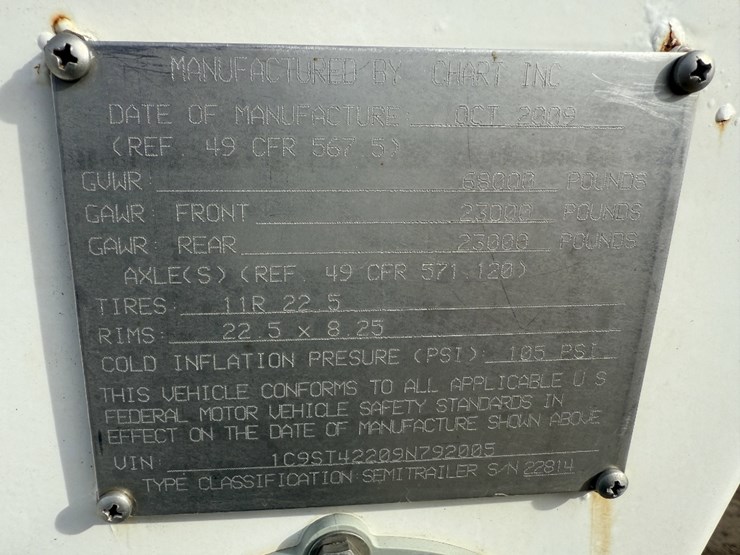 MANUFACTURED BY CHART INC
DATE OF MANUFACTURE: OCT 2008
(REF. 49 CFR 567.5)
GVWR: 68000 POUNDS
GAWR: FRONT 23000 POUNDS
GAWR: REAR 23000 POUNDS
AXLE(S) (REF. 49 CFR 571.120)
TIRES: 11R 22.5
RIMS: 22.5 x 8.25
COLD INFLATION PRESURE (PSI): 105 PSI
THIS VEHICLE CONFORMS TO ALL APPLICABLE U.S.
FEDERAL MOTOR VEHICLE SAFETY STANDARDS IN
EFFECT ON THE DATE OF MANUFACTURE SHOWN ABOVE.
VIN: 1C9ST42209N792005
TYPE CLASSIFICATION:SEMITRAILER S/N 22814